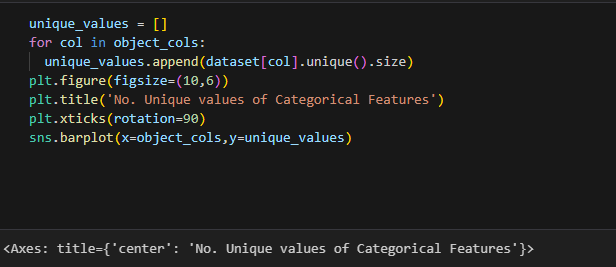 unique_values = []
for col in object_cols:
  unique_values.append(dataset[col].unique().size)
plt.figure(figsize=(10,6))
plt.title('No. Unique values of Categorical Features')
plt.xticks(rotation=90)
sns.barplot(x=object_cols,y=unique_values)
<Axes: title={'center': 'No. Unique values of Categorical Features'}>